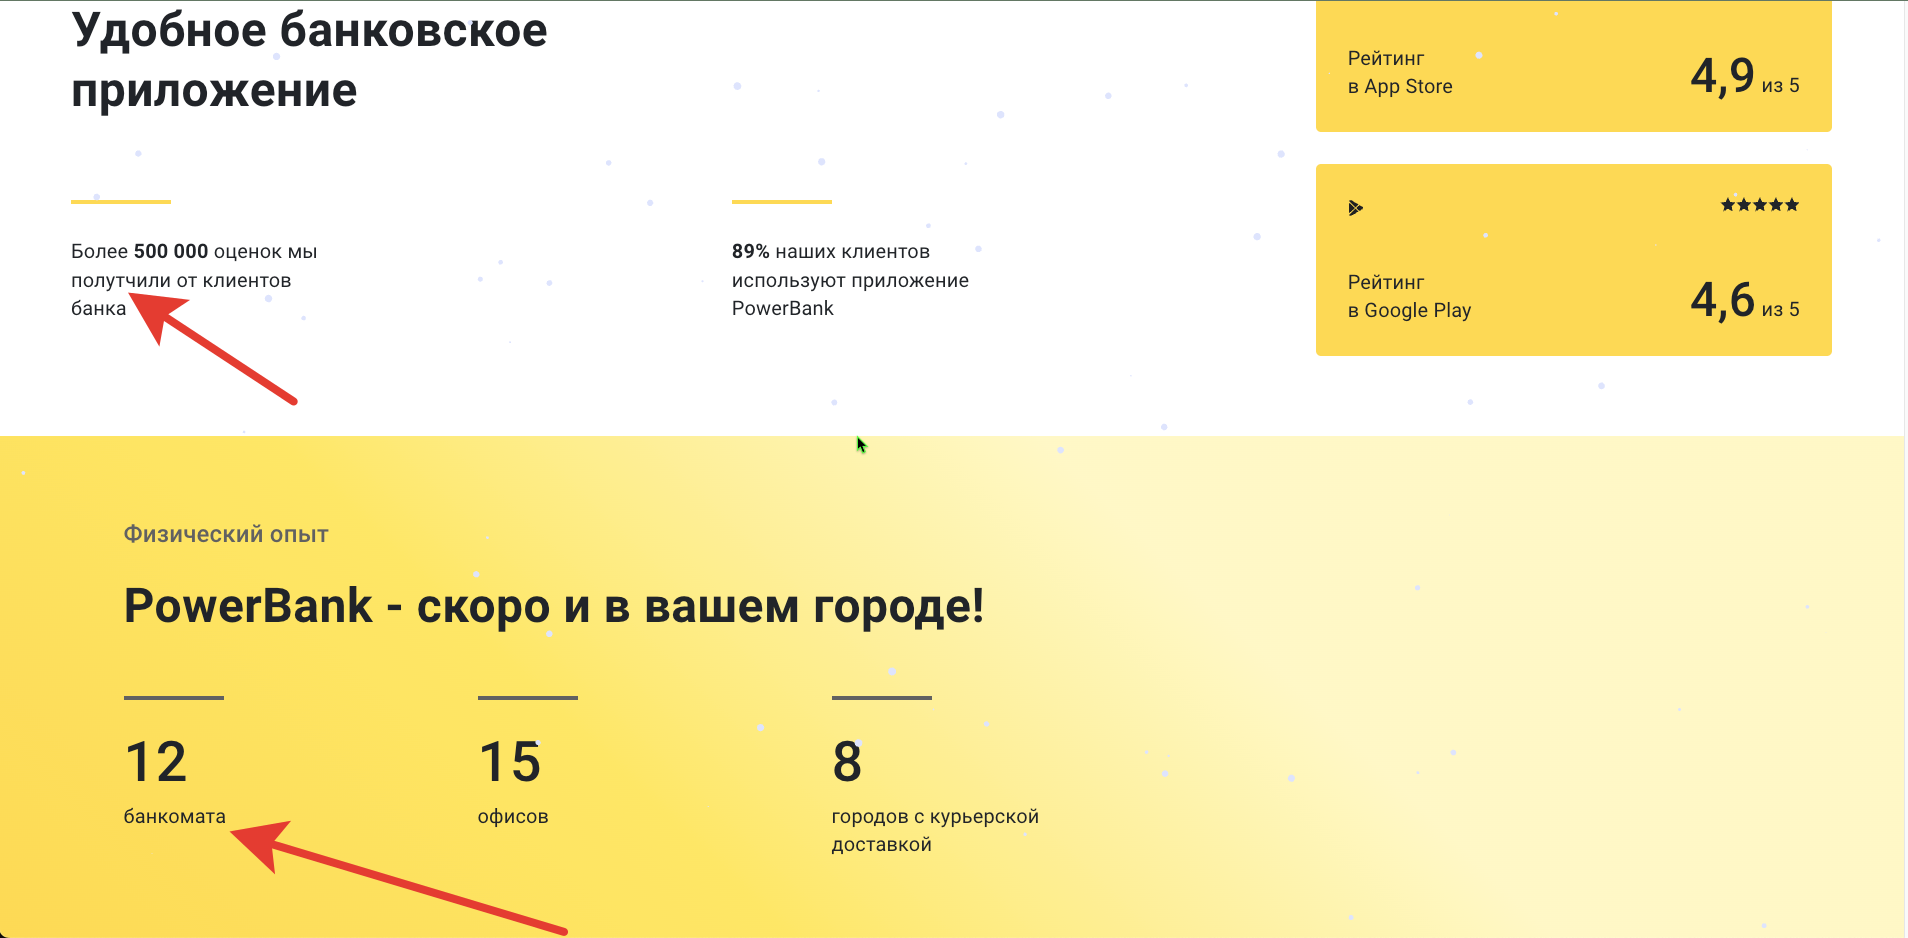 Удобное банковское
приложение
Рейтинг
в App Store
4,9 из 5
Более 500 000 оценок мы
полутчили от клиентов
банка
89% наших клиентов
используют приложение
PowerBank
Рейтинг
в Google Play
4,6 из 5
Физический опыт
PowerBank - скоро и в вашем городе!
12
банкомата
15
офисов
8
городов с курьерской
доставкой